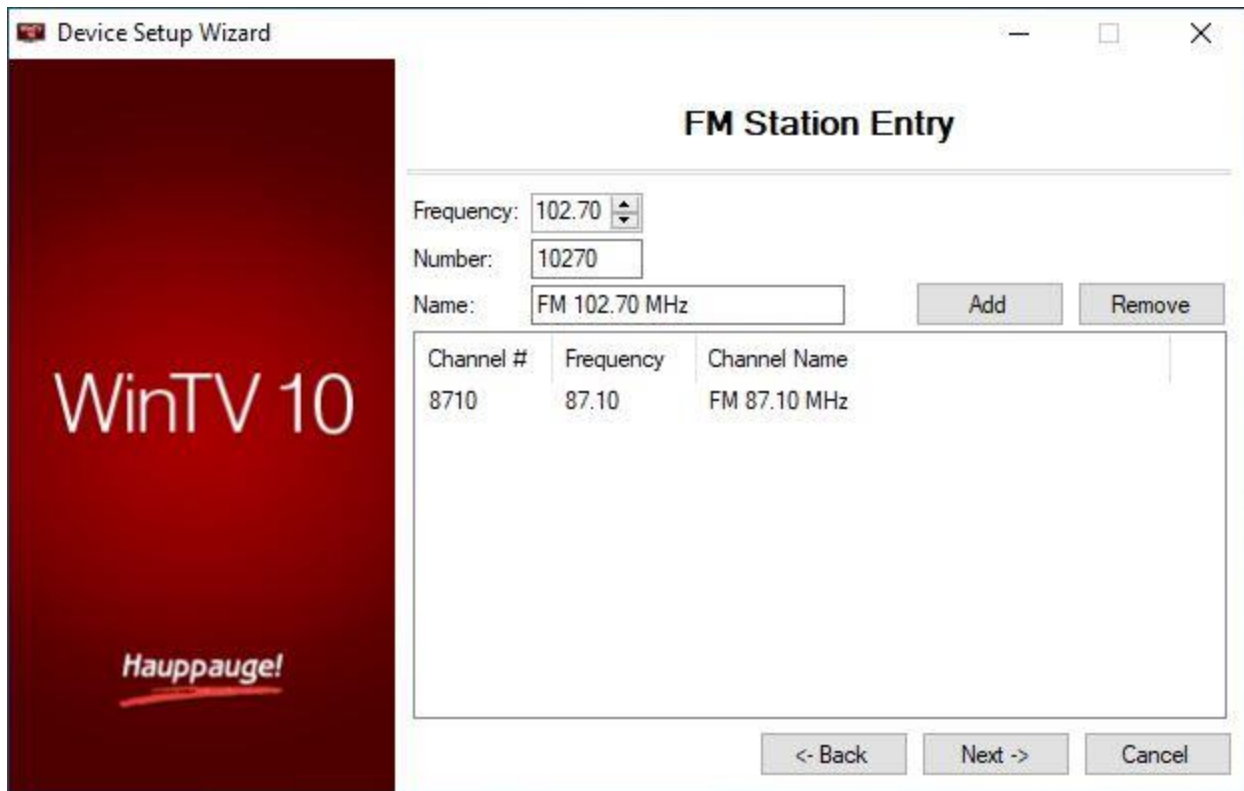 Device Setup Wizard
FM Station Entry
Frequency: 102.70
Number: 10270
Name: FM 102.70 MHz Add Remove
Channel # Frequency Channel Name
8710 87.10 FM 87.10 MHz
WinTV 10
Hauppauge!
<- Back Next -> Cancel